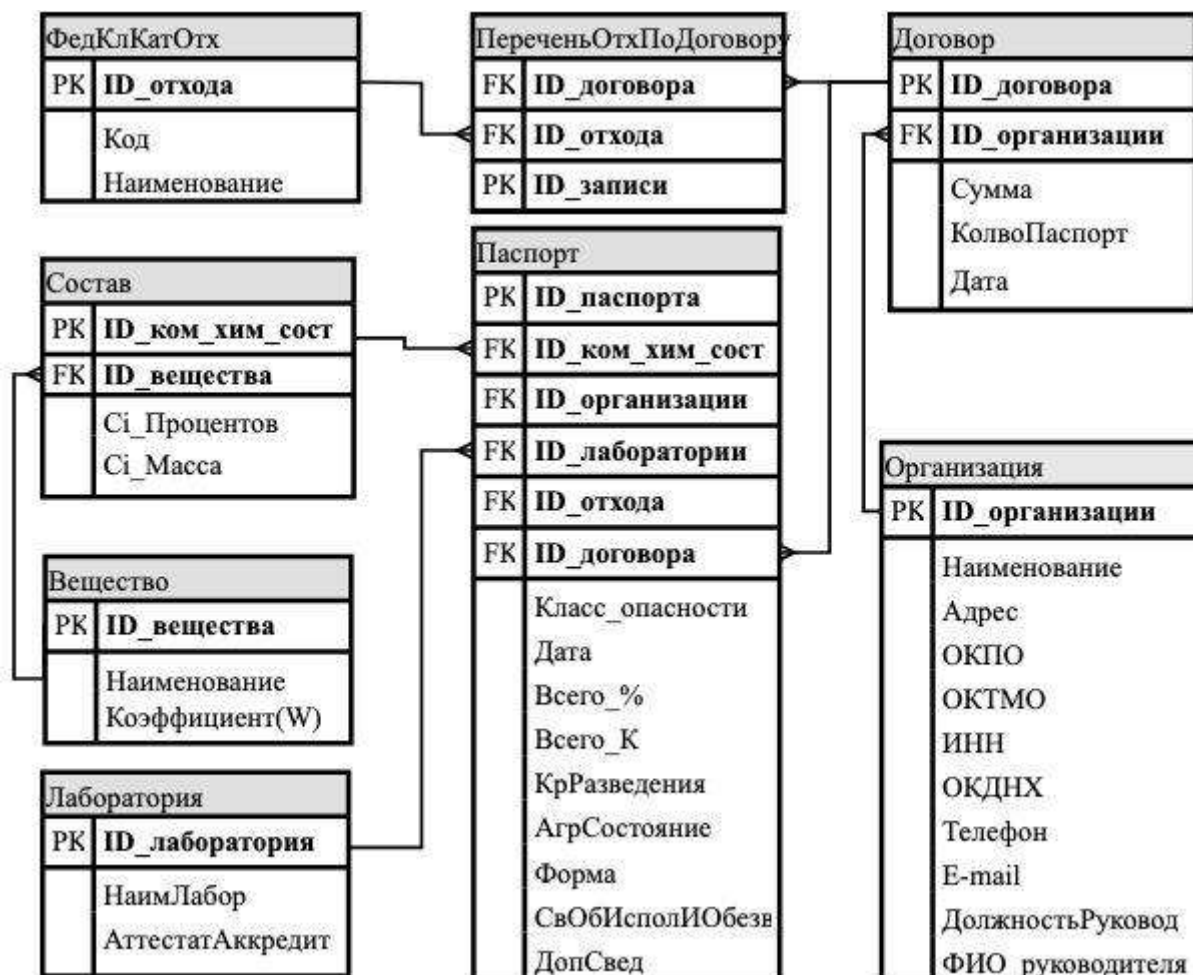 ФедКлКатОтх
PK ID_отхода
Код
Наименование
ПереченьОтхПоДоговору
FK ID_договора
FK ID_отхода
PK ID_записи
Договор
PK ID_договора
FK ID_организации
Сумма
КолвоПаспорт
Дата
Состав
PK ID_ком_хим_сост
FK ID_вещества
Ci_Процентов
Ci_Масса
Паспорт
PK ID_паспорта
FK ID_ком_хим_сост
FK ID_организации
FK ID_лаборатории
FK ID_отхода
FK ID_договора
Класс_опасности
Дата
Всего_%
Всего_К
КрРазведения
АгрСостояние
Форма
СвОбИсполИОбезв
ДопСвед
Организация
PK ID_организации
Наименование
Адрес
ОКПО
ОКТМО
ИНН
ОКДНХ
Телефон
E-mail
ДолжностьРуковод
ФИО_руководителя
Вещество
PK ID_вещества
Наименование
Коэффициент(W)
Лаборатория
PK ID_лаборатория
НаимЛабор
АттестатАккредит